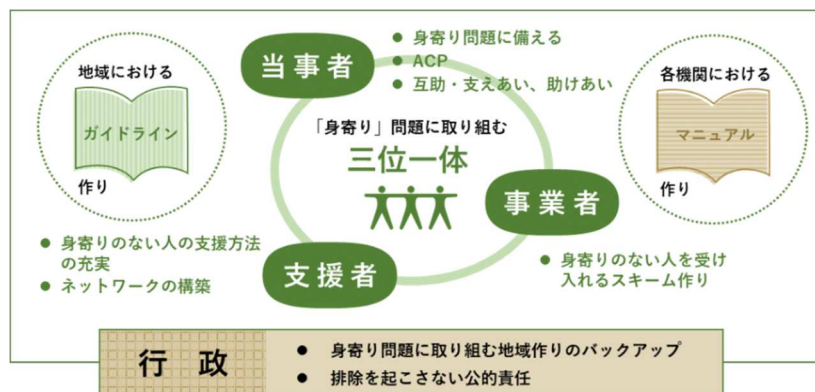 当事者
● 身寄り問題に備える
● ACP
● 互助・支えあい、助けあい
地域における
ガイドライン
作り
「身寄り」問題に取り組む
三位一体
各機関における
マニュアル
作り
事業者
● 身寄りのない人を受け
入れるスキーム作り
支援者
● 身寄りのない人の支援方法
の充実
● ネットワークの構築
行 政
● 身寄り問題に取り組む地域作りのバックアップ
● 排除を起こさない公的責任